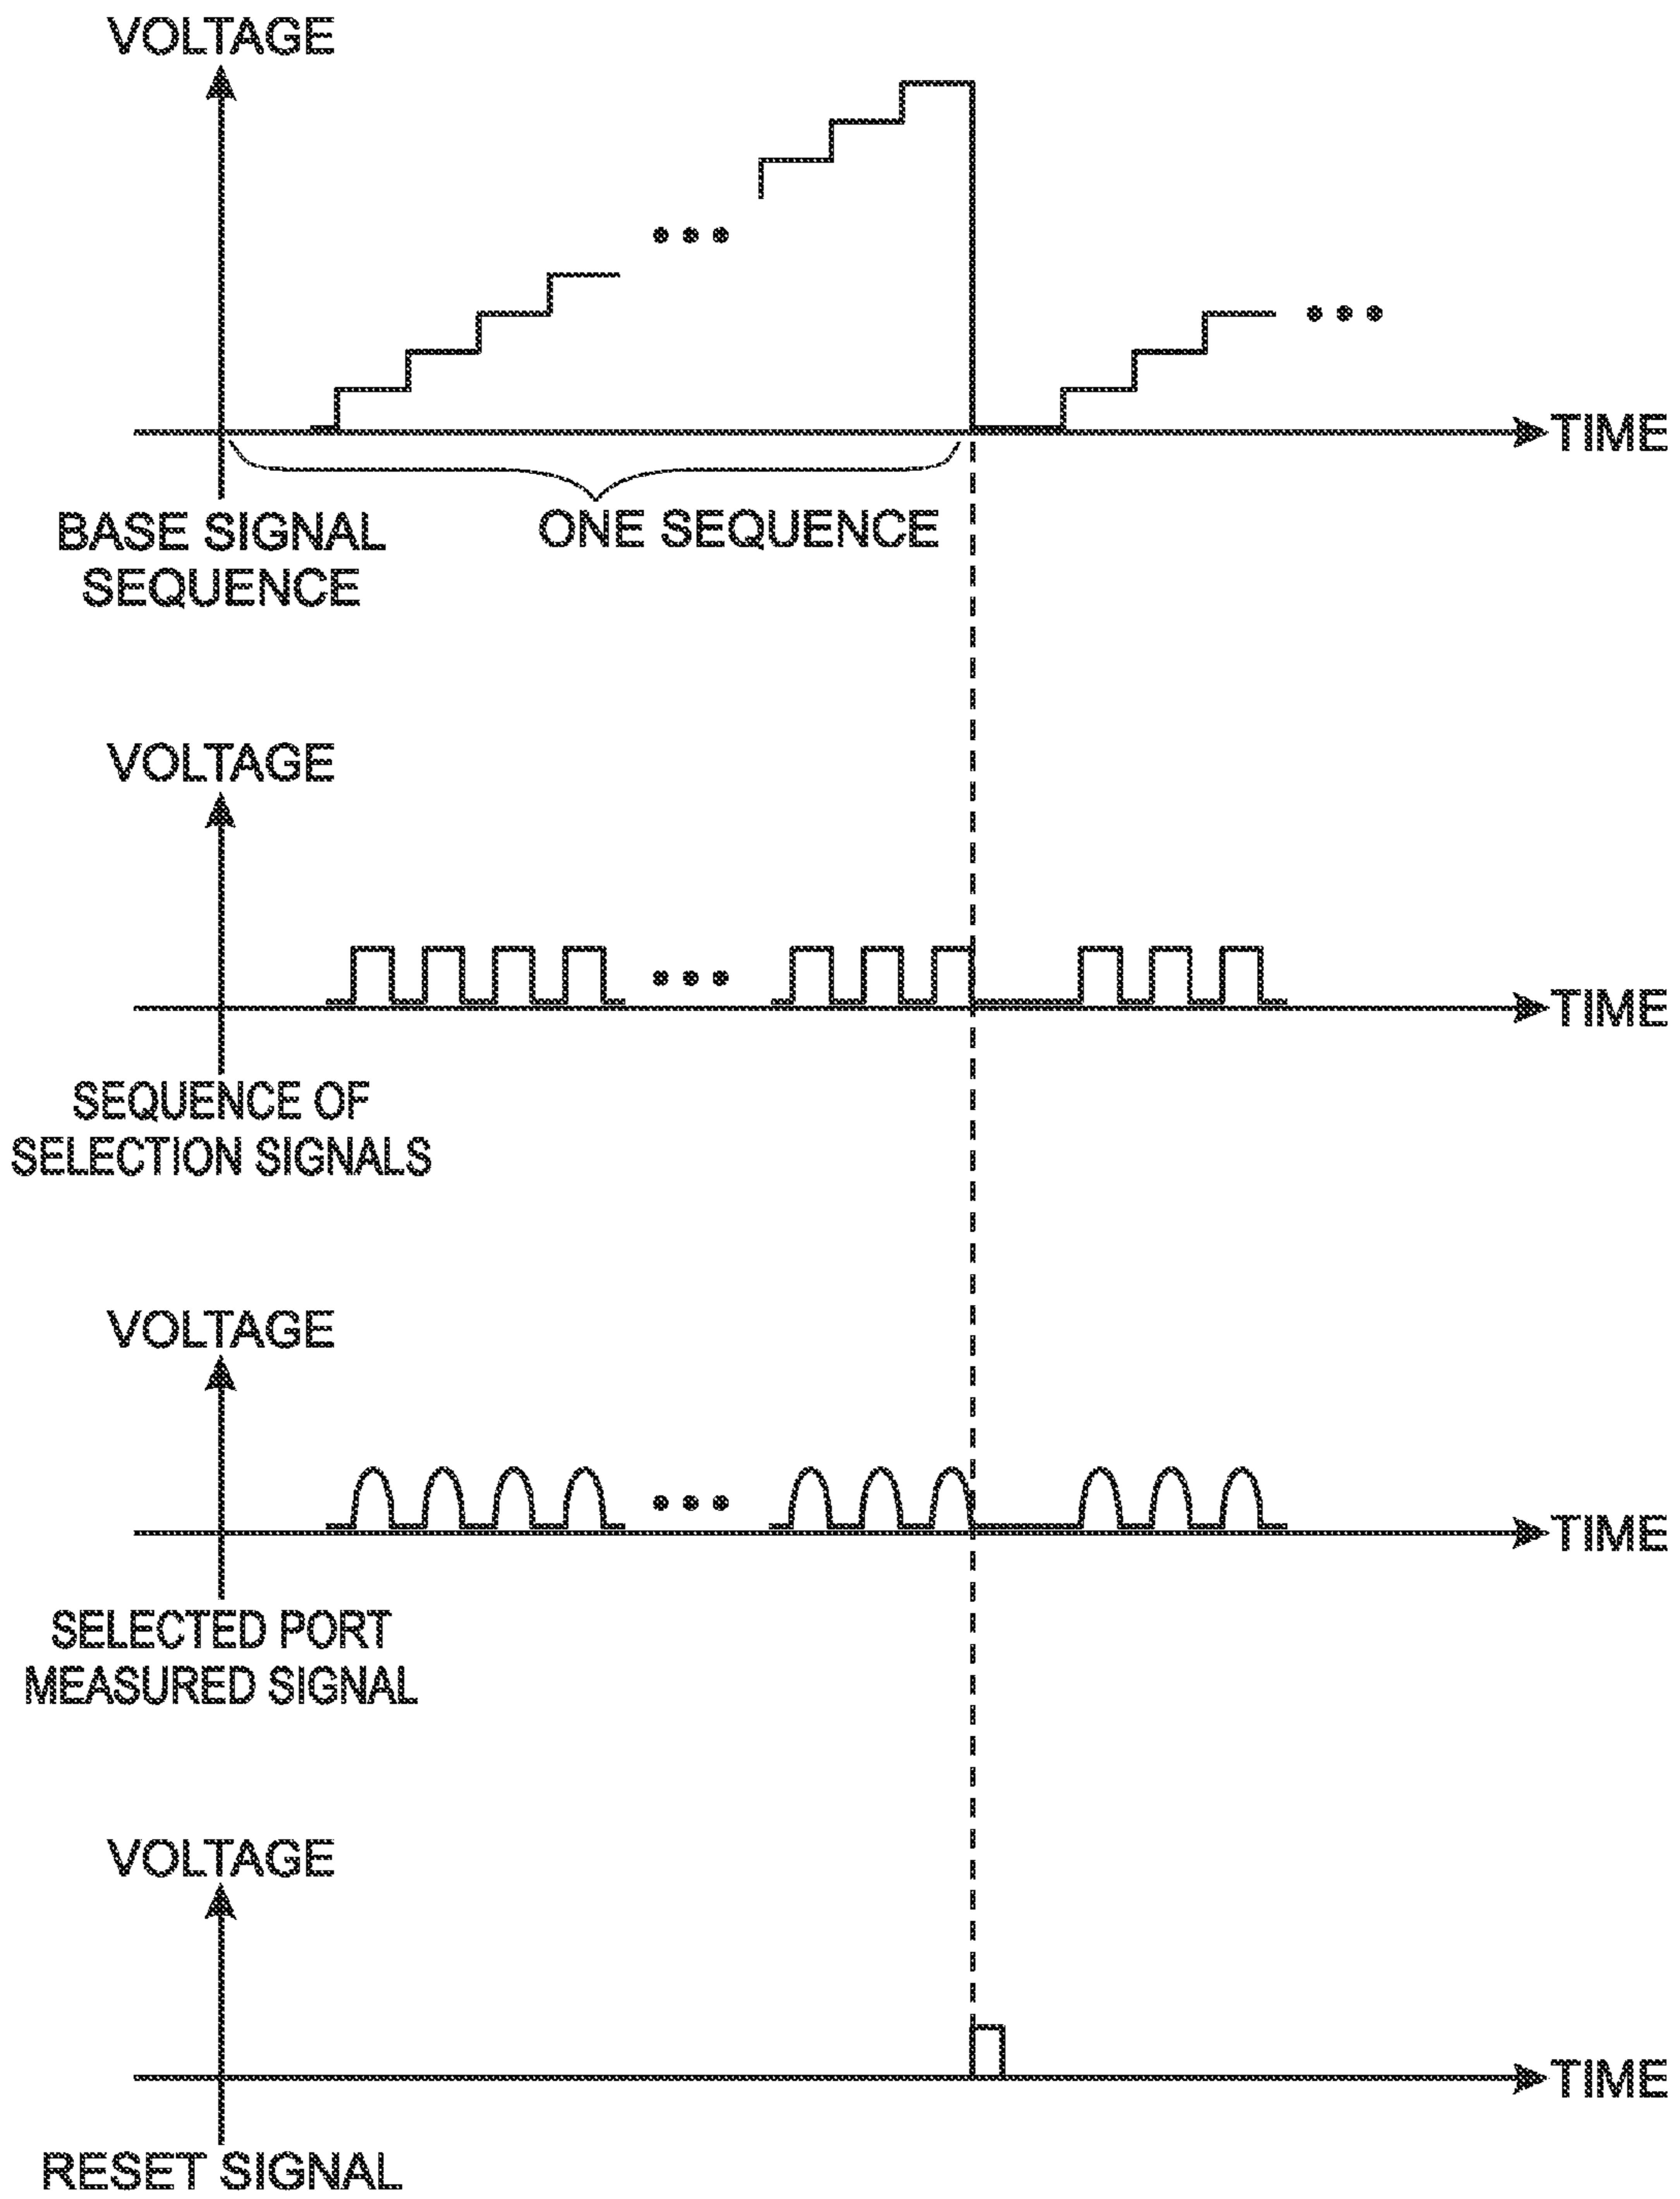 VOLTAGE
TIME
BASE SIGNAL
SEQUENCE
ONE SEQUENCE
VOLTAGE
TIME
SEQUENCE OF
SELECTION SIGNALS
VOLTAGE
TIME
SELECTED PORT
MEASURED SIGNAL
VOLTAGE
TIME
RESET SIGNAL